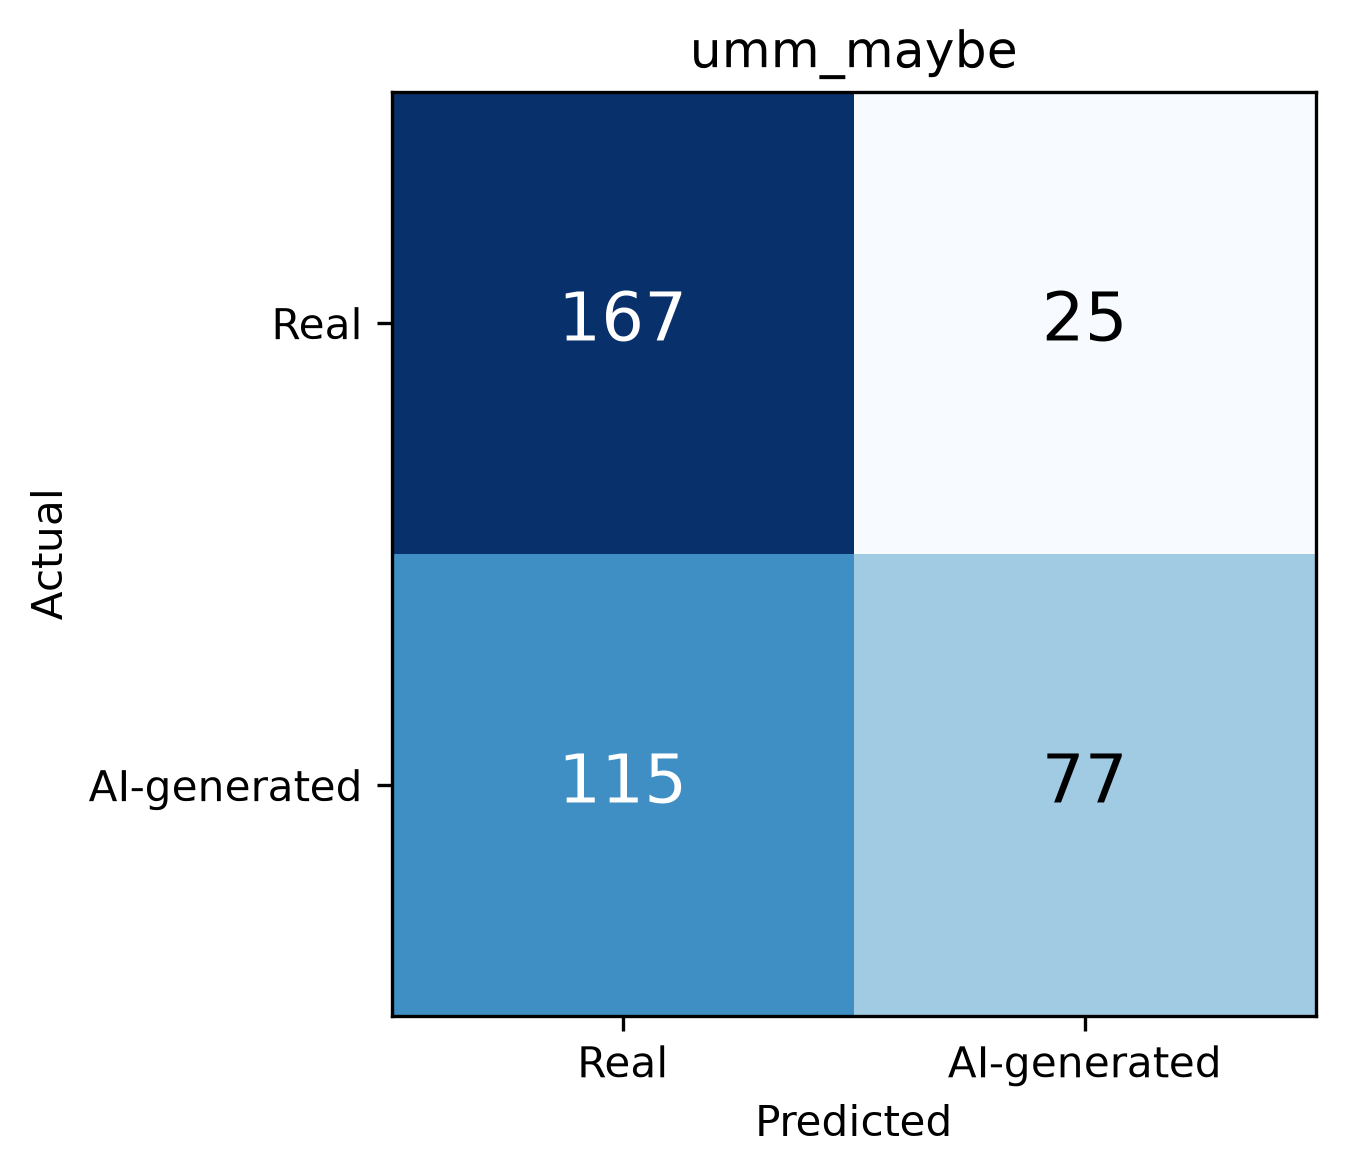 umm_maybe
Real
167
25
Actual
AI-generated
115
77
Real
AI-generated
Predicted